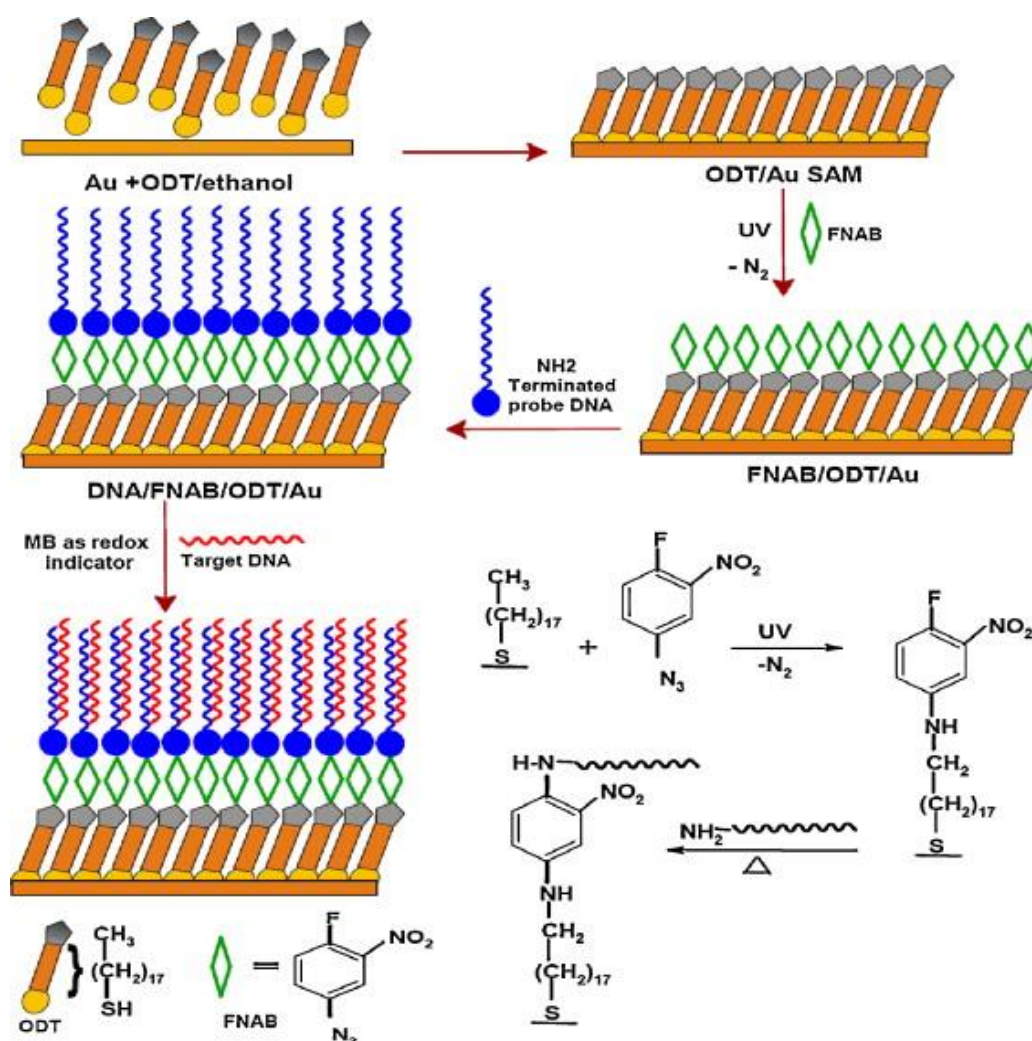 Au +ODT/ethanol
ODT/Au SAM
UV
FNAB
- N₂
NH2
Terminated
probe DNA
DNA/FNAB/ODT/Au
FNAB/ODT/Au
MB as redox
indicator
Target DNA
CH₃
(CH₂)₁₇
S
+
F
NO₂
N₃
UV
-N₂
F
NO₂
NH
CH₂
(CH₂)₁₇
S
H-N
NO₂
NH
CH₂
(CH₂)₁₇
S
NH₂
△
ODT
CH₃
(CH₂)₁₇
SH
FNAB
=
F
NO₂
N₃